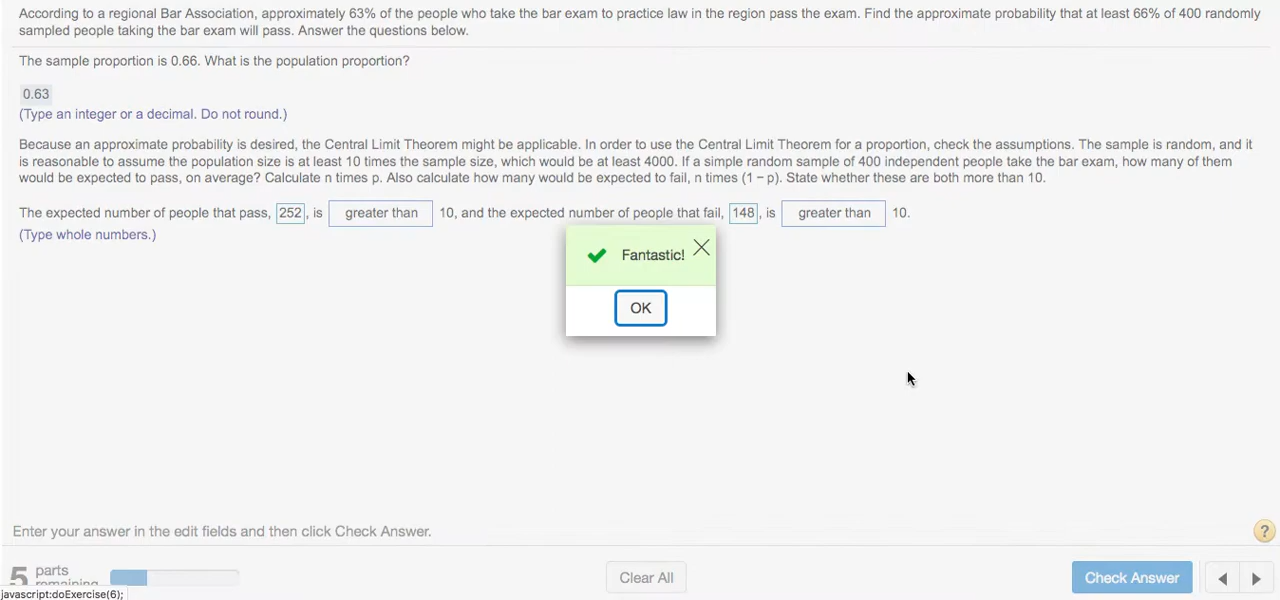 According to a regional Bar Association, approximately 63% of the people who take the bar exam to practice law in the region pass the exam. Find the approximate probability that at least 66% of 400 randomly
sampled people taking the bar exam will pass. Answer the questions below.
The sample proportion is 0.66. What is the population proportion?
0.63
(Type an integer or a decimal. Do not round.)
Because an approximate probability is desired, the Central Limit Theorem might be applicable. In order to use the Central Limit Theorem for a proportion, check the assumptions. The sample is random, and it
is reasonable to assume the population size is at least 10 times the sample size, which would be at least 4000. If a simple random sample of 400 independent people take the bar exam, how many of them
would be expected to pass, on average? Calculate n times p. Also calculate how many would be expected to fail, n times (1 − p). State whether these are both more than 10.
The expected number of people that pass, 252, is greater than 10, and the expected number of people that fail, 148, is greater than 10.
(Type whole numbers.)
Fantastic!
OK
Enter your answer in the edit fields and then click Check Answer.
?
5 parts
remaining
Clear All
Check Answer
javascript:doExercise(6);